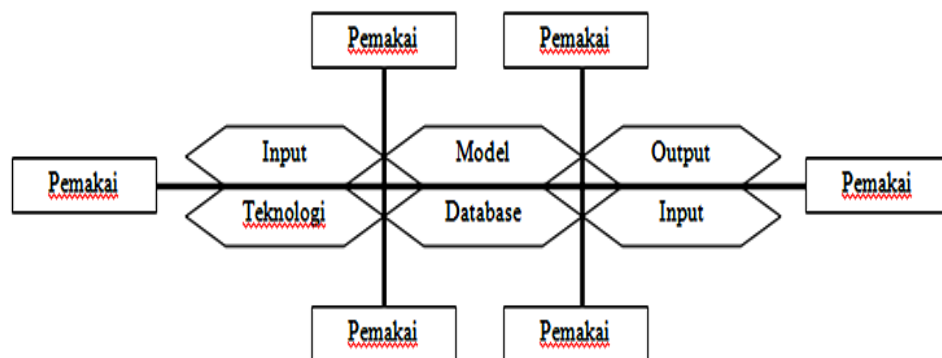 Pemakai Pemakai
Input Model Output
Pemakai Pemakai
Teknologi Database Input
Pemakai Pemakai